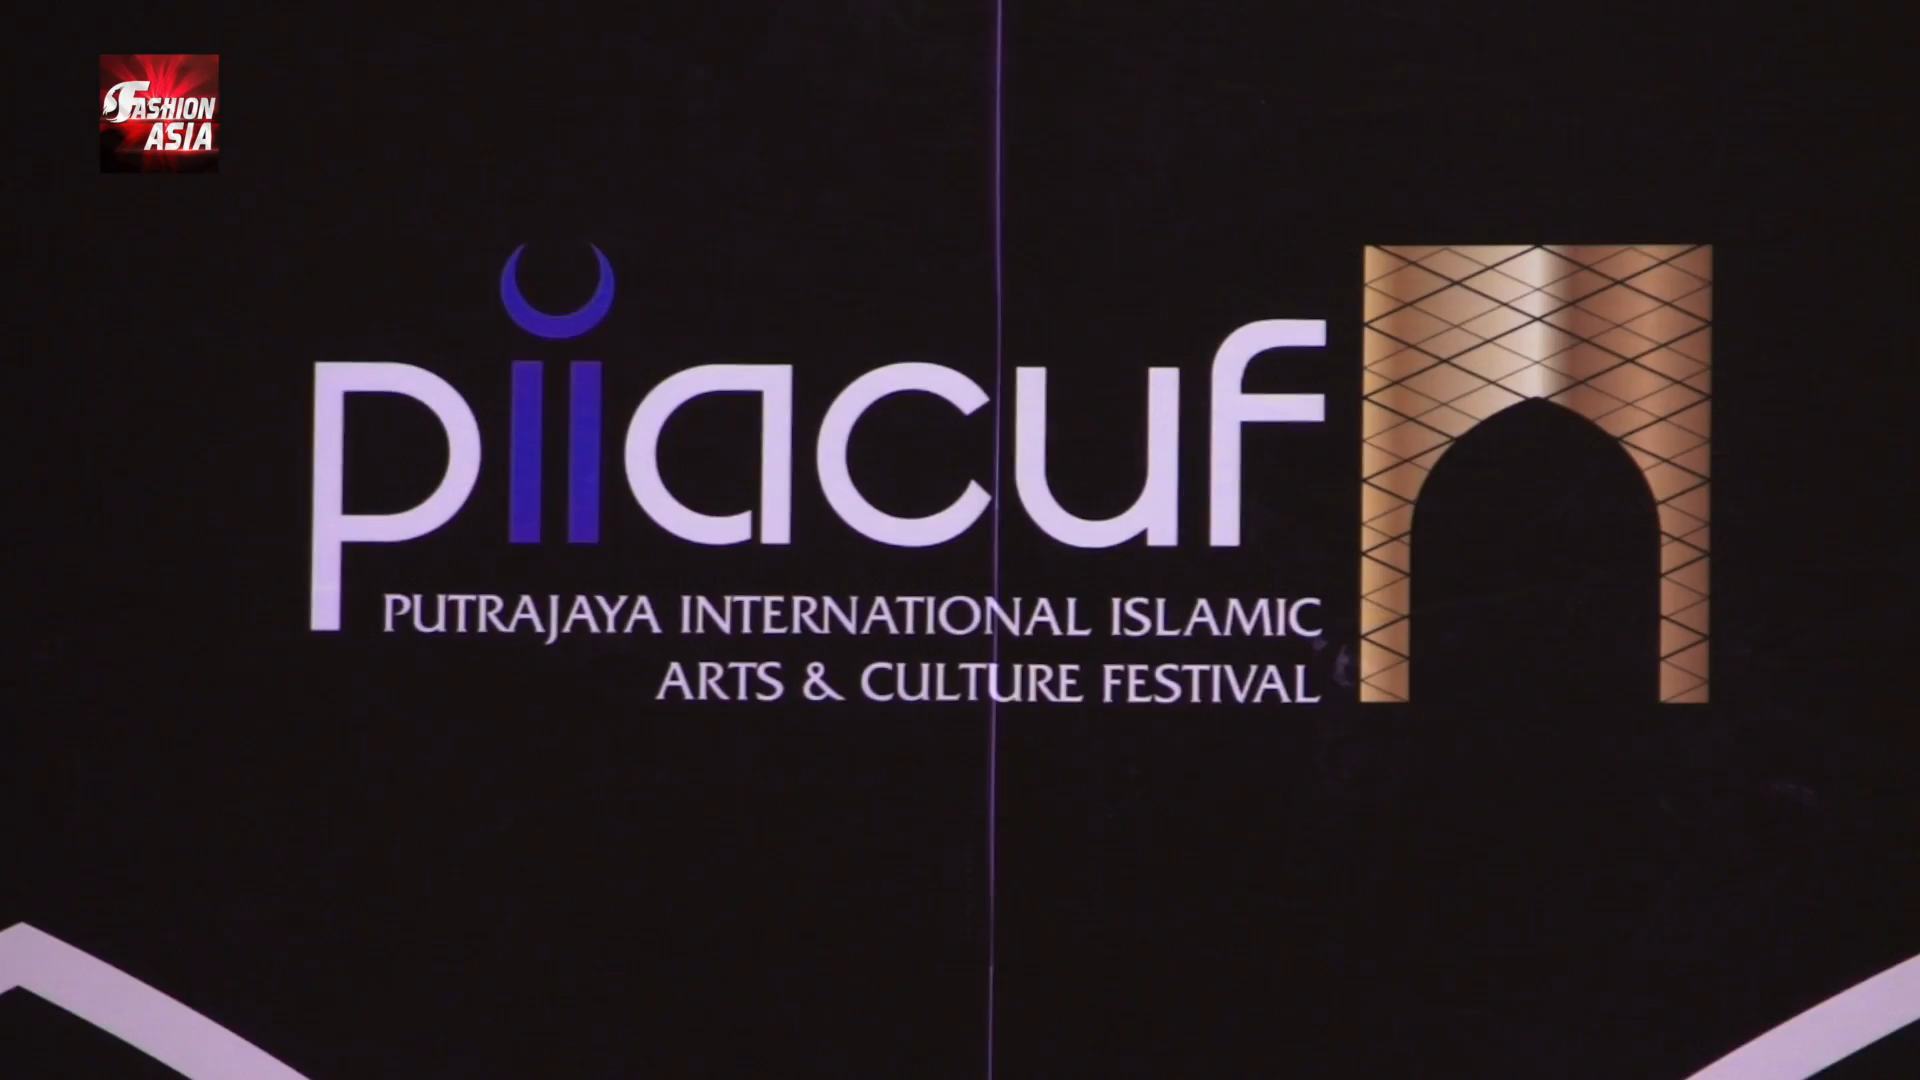 FASHION
ASIA
piiacuf
PUTRAJAYA INTERNATIONAL ISLAMIC
ARTS & CULTURE FESTIVAL